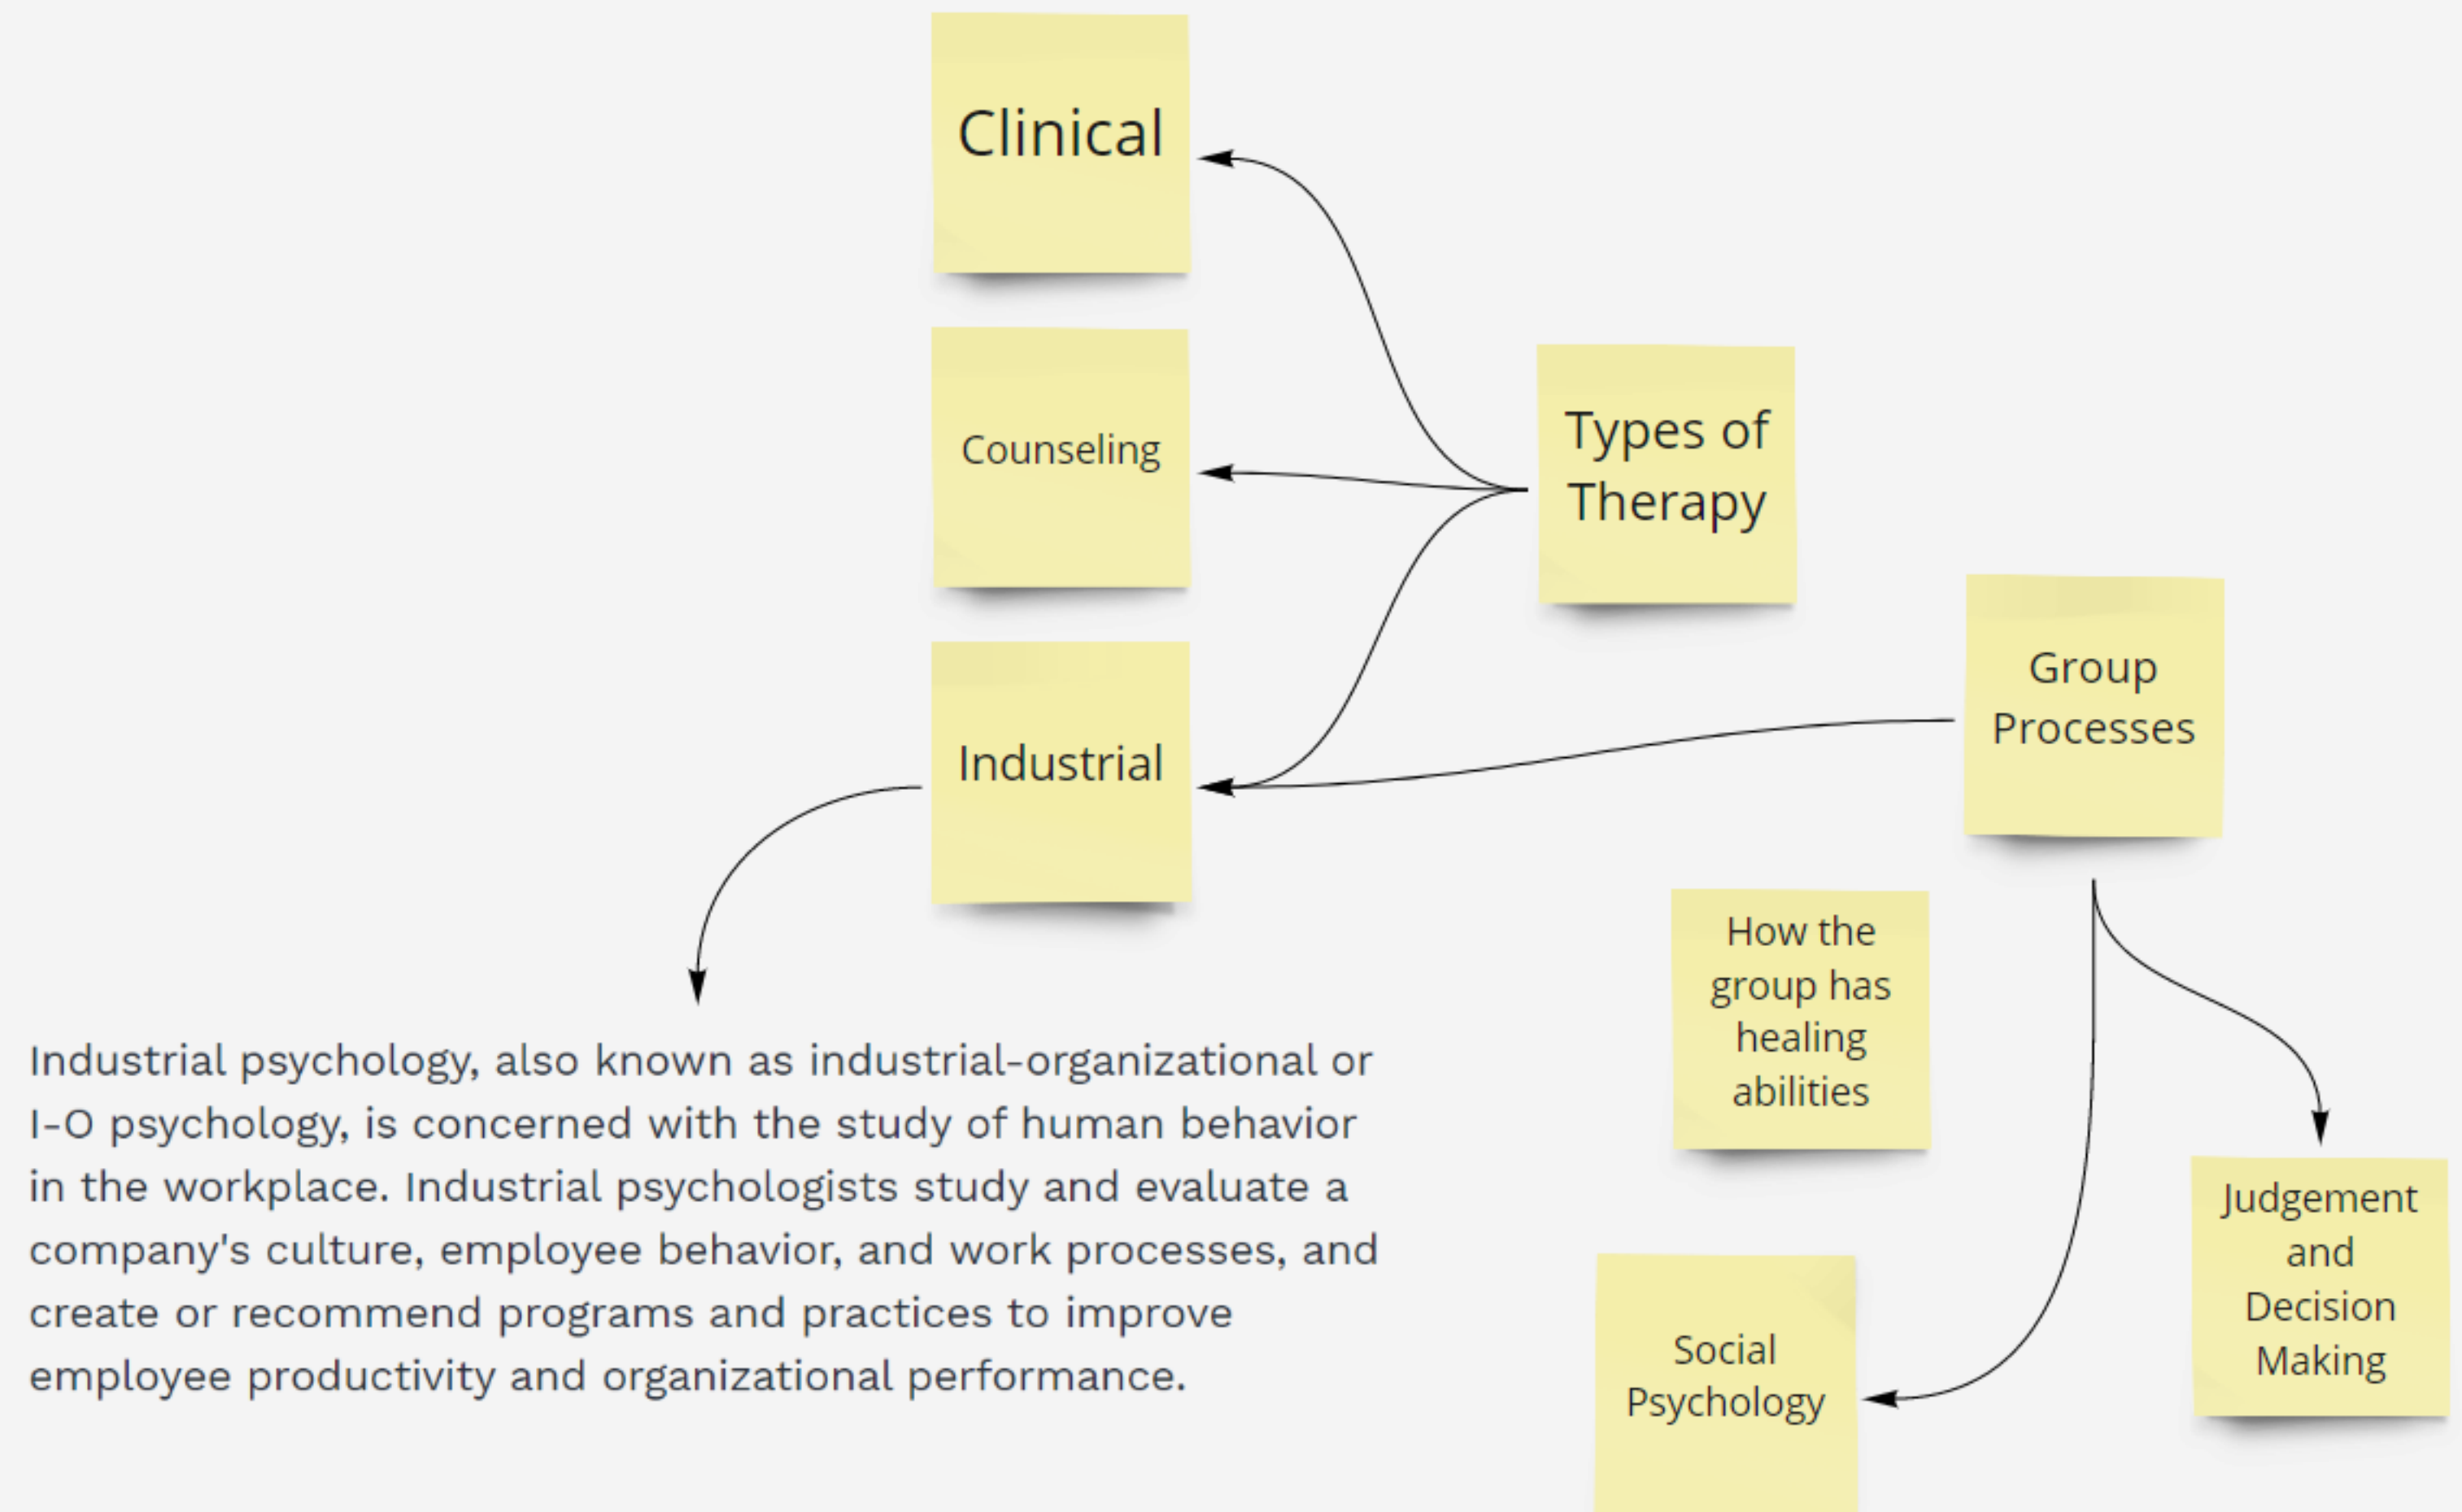 Clinical
Counseling
Types of
Therapy
Industrial
Group
Processes
How the
group has
healing
abilities
Industrial psychology, also known as industrial-organizational or
I-O psychology, is concerned with the study of human behavior
in the workplace. Industrial psychologists study and evaluate a
company's culture, employee behavior, and work processes, and
create or recommend programs and practices to improve
employee productivity and organizational performance.
Social
Psychology
Judgement
and
Decision
Making